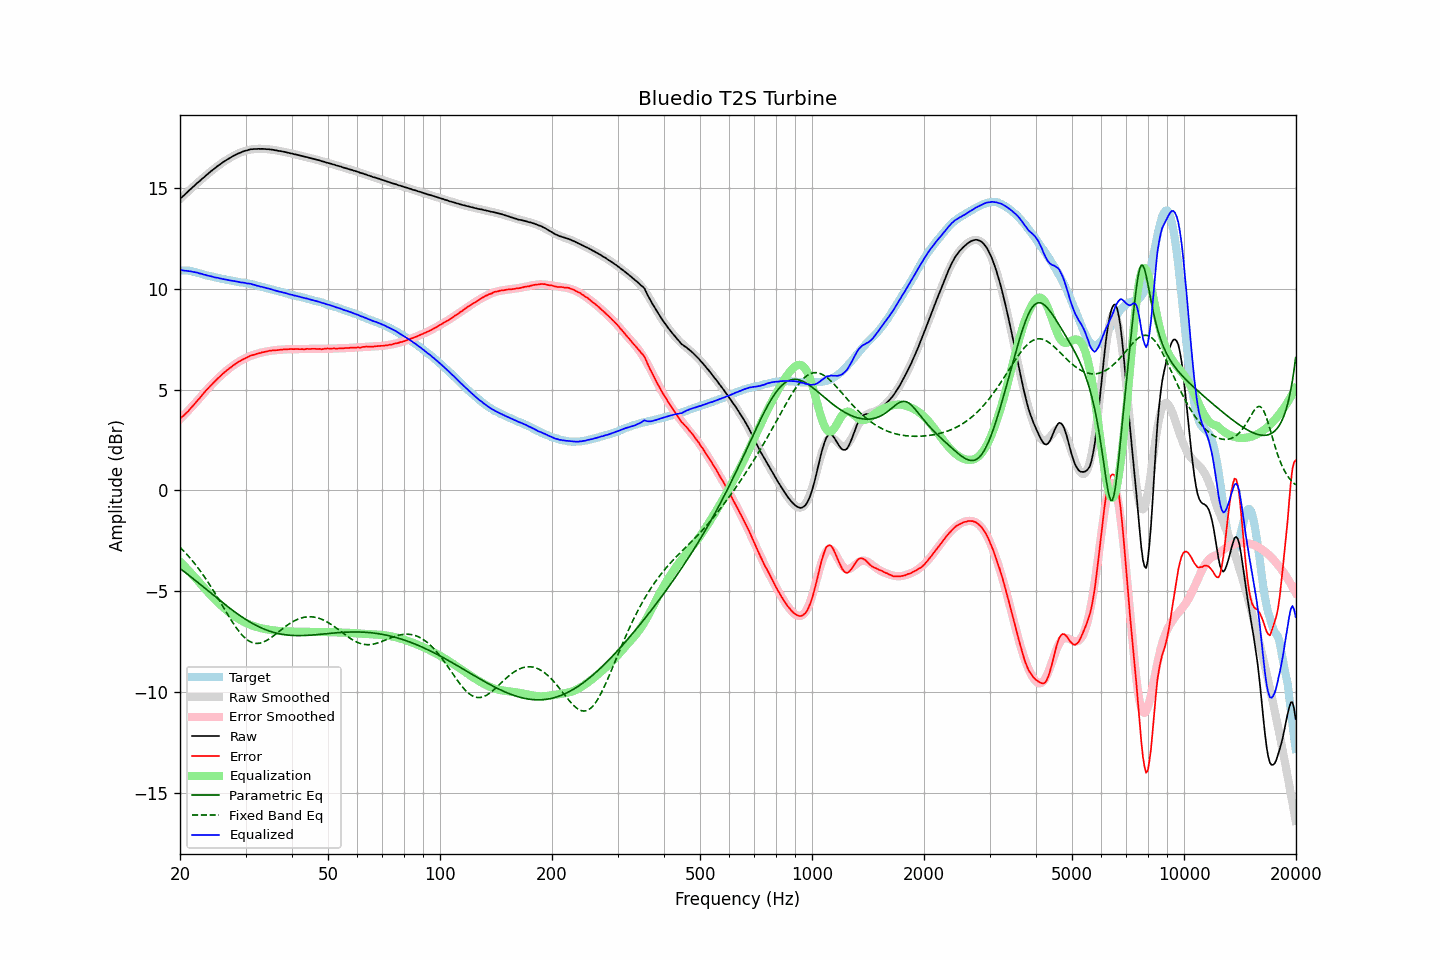 Bluedio T2S Turbine
Amplitude (dBr)
15
10
5
0
−5
−10
−15
Target
Raw Smoothed
Error Smoothed
Raw
Error
Equalization
Parametric Eq
Fixed Band Eq
Equalized
20 50 100 200 500 1000 2000 5000 10000 20000
Frequency (Hz)